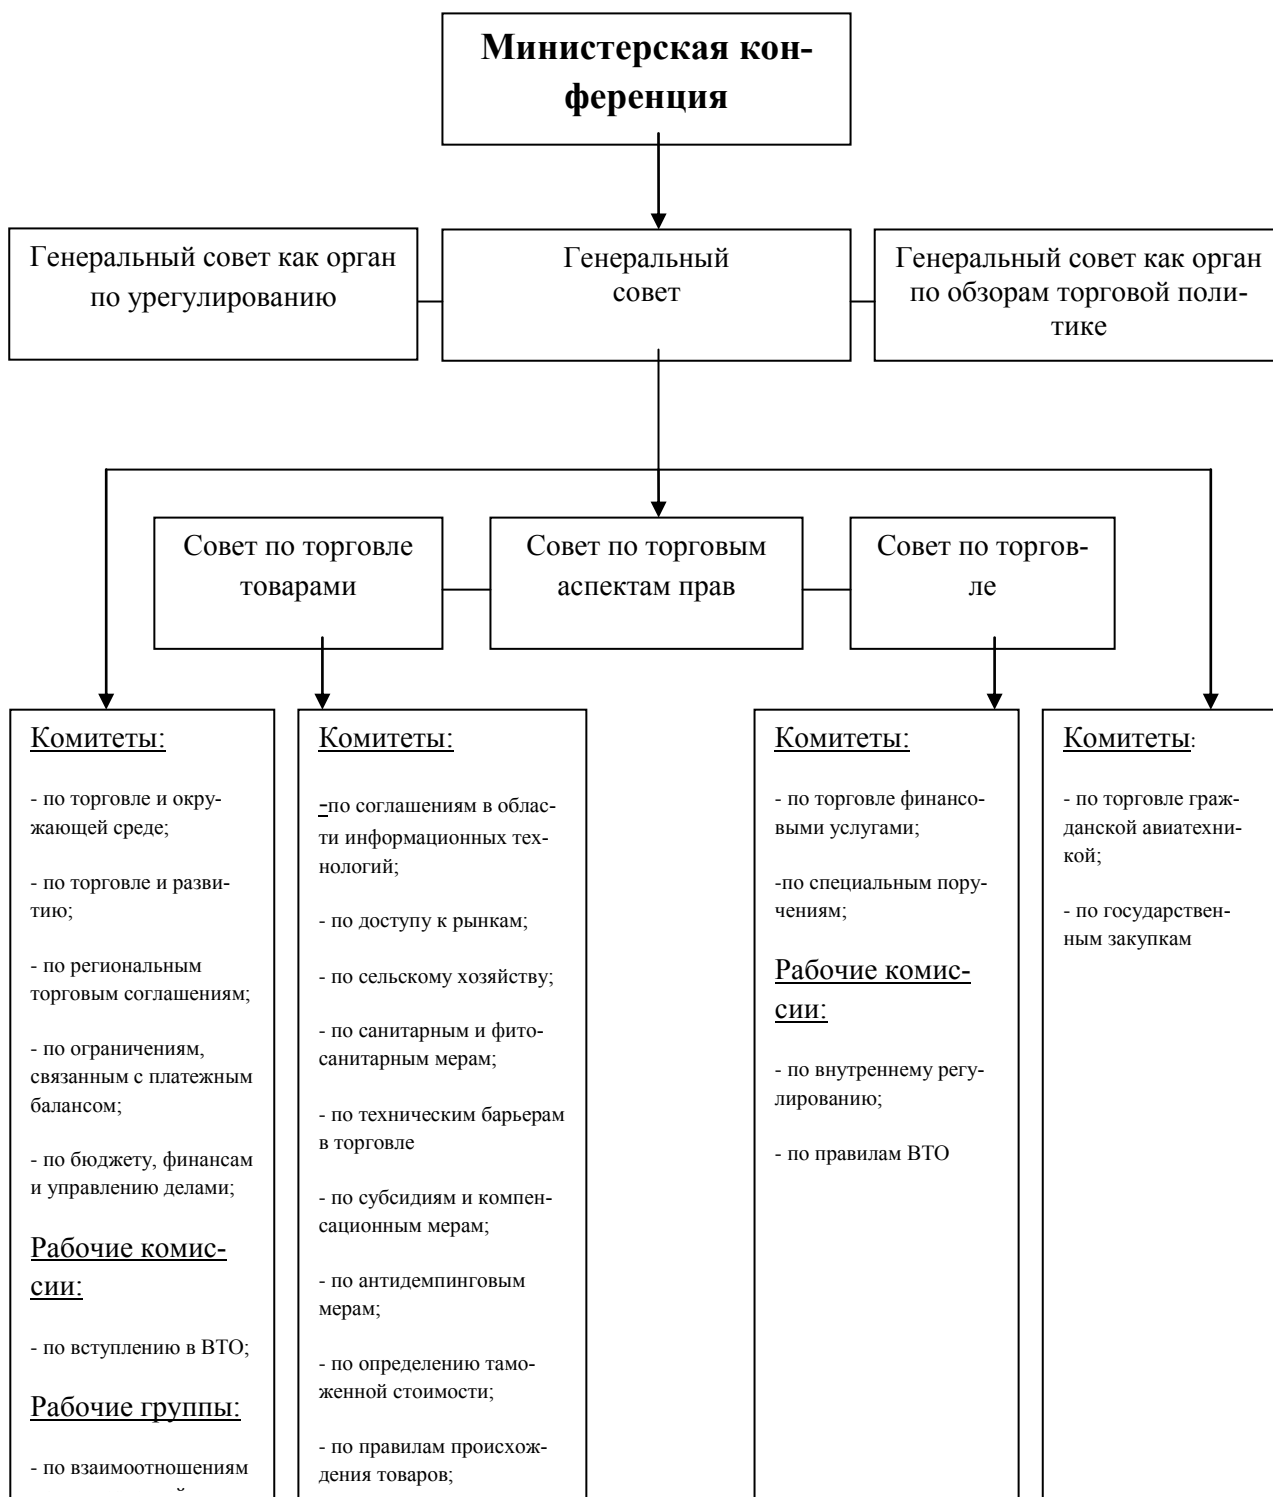 Министерская кон-
ференция
Генеральный совет как орган
по урегулированию
Генеральный
совет
Генеральный совет как орган
по обзорам торговой поли-
тике
Совет по торговле
товарами
Совет по торговым
аспектам прав
Совет по торгов-
ле
Комитеты:
- по торговле и окру-
жающей среде;
- по торговле и разви-
тию;
- по региональным
торговым соглашениям;
- по ограничениям,
связанным с платежным
балансом;
- по бюджету, финансам
и управлению делами;
Рабочие комис-
сии:
- по вступлению в ВТО;
Рабочие группы:
- по взаимоотношениям
Комитеты:
-по соглашениям в облас-
ти информационных тех-
нологий;
- по доступу к рынкам;
- по сельскому хозяйству;
- по санитарным и фито-
санитарным мерам;
- по техническим барьерам
в торговле
- по субсидиям и компен-
сационным мерам;
- по антидемпинговым
мерам;
- по определению тамо-
женной стоимости;
- по правилам происхож-
дения товаров;
Комитеты:
- по торговле финансо-
выми услугами;
-по специальным пору-
чениям;
Рабочие комис-
сии:
- по внутреннему регу-
лированию;
- по правилам ВТО
Комитеты:
- по торговле граж-
данской авиатехни-
кой;
- по государствен-
ным закупкам